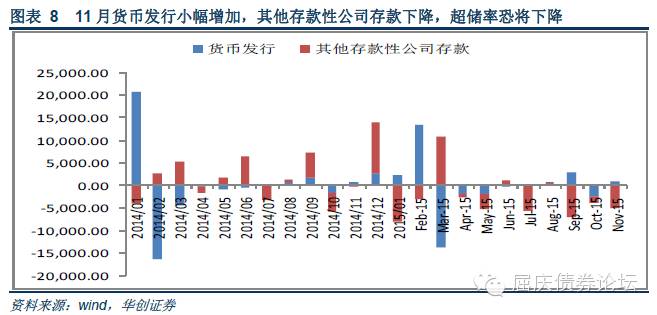 图表 8 11 月货币发行小幅增加，其他存款性公司存款下降，超储率恐将下降
货币发行 其他存款性公司存款
25,000.00
20,000.00
15,000.00
10,000.00
5,000.00
0.00
-5,000.00
-10,000.00
-15,000.00
-20,000.00
2014/01 2014/02 2014/03 2014/04 2014/05 2014/06 2014/07 2014/08 2014/09 2014/10 2014/11 2014/12 2015/01 Feb-15 Mar-15 Apr-15 May-15 Jun-15 Jul-15 Aug-15 Sep-15 Oct-15 Nov-15
屈庆债券论坛
资料来源：wind，华创证券